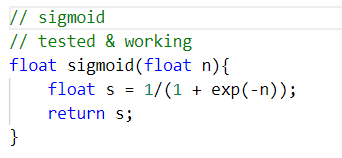 // sigmoid
// tested & working
float sigmoid(float n){
    float s = 1/(1 + exp(-n));
    return s;
}